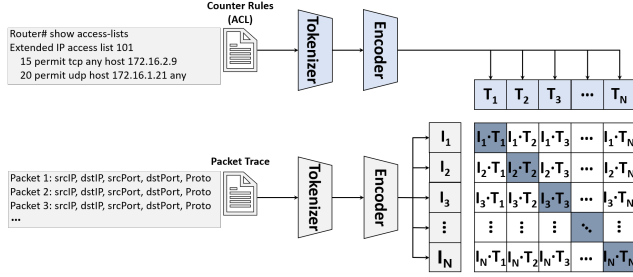 Counter Rules
(ACL)
Router# show access-lists
Extended IP access list 101
15 permit tcp any host 172.16.2.9
20 permit udp host 172.16.1.21 any
Tokenizer
Encoder
T1 T2 T3 ... TN
Packet Trace
Packet 1: srcIP, dstIP, srcPort, dstPort, Proto
Packet 2: srcIP, dstIP, srcPort, dstPort, Proto
Packet 3: srcIP, dstIP, srcPort, dstPort, Proto
...
Tokenizer
Encoder
I1 I1·T1 I1·T2 I1·T3 ... I1·TN
I2 I2·T1 I2·T2 I2·T3 ... I2·TN
I3 I3·T1 I3·T2 I3·T3 ... I3·TN
⋮ ⋮ ⋮ ⋮ ⋱ ⋮
IN IN·T1 IN·T2 IN·T3 ... IN·TN